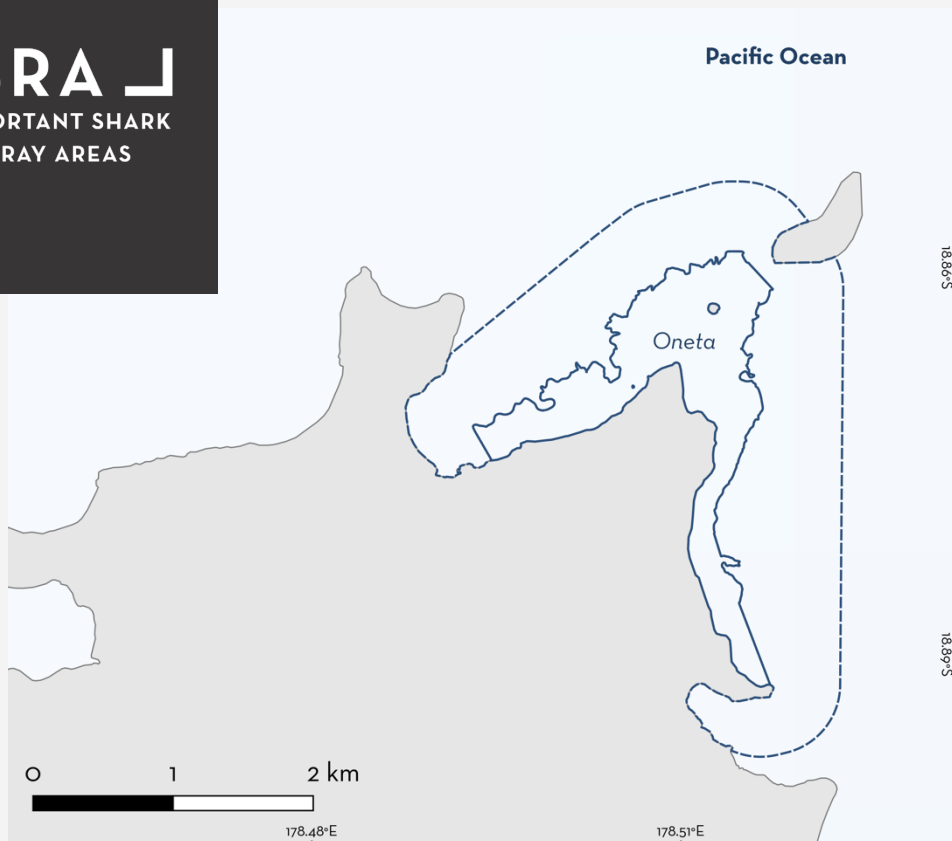 RA
ORTANT SHARK
RAY AREAS
Pacific Ocean
18.86°S
Oneta
18.89°S
0 1 2 km
178.48°E 178.51°E